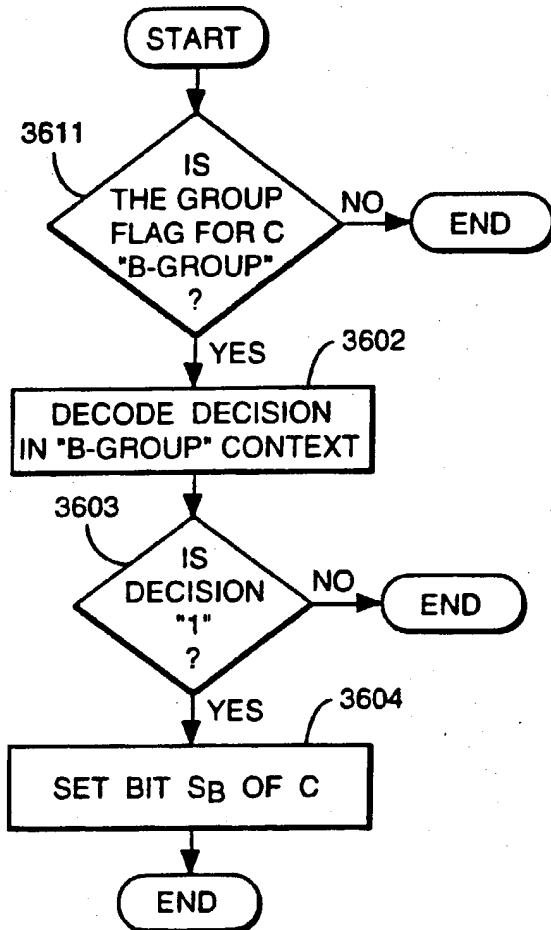 START
3611
IS
THE GROUP
FLAG FOR C
"B-GROUP"
?
NO
END
YES
3602
DECODE DECISION
IN "B-GROUP" CONTEXT
3603
IS
DECISION
"1"
?
NO
END
YES
3604
SET BIT SB OF C
END